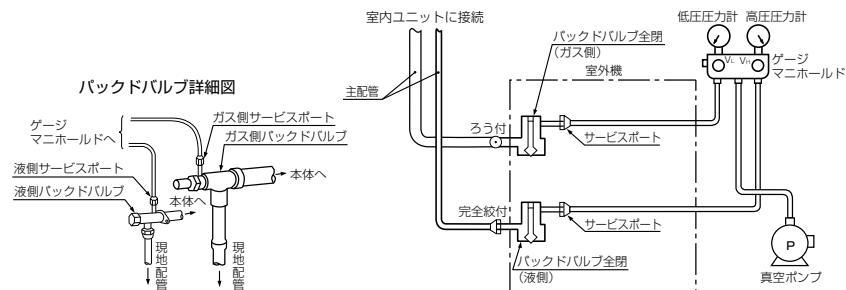 パックドバルブ詳細図
ゲージ
マニホールドへ
ガス側サービスポート
ガス側パックドバルブ
液側サービスポート
液側パックドバルブ
本体へ
本体へ
現地配管
現地配管
室内ユニットに接続
主配管
パックドバルブ全閉
(ガス側)
室外機
低圧圧力計
高圧圧力計
VL
VH
ゲージ
マニホールド
ろう付
サービスポート
完全絞付
サービスポート
パックドバルブ全閉
(液側)
P
真空ポンプ